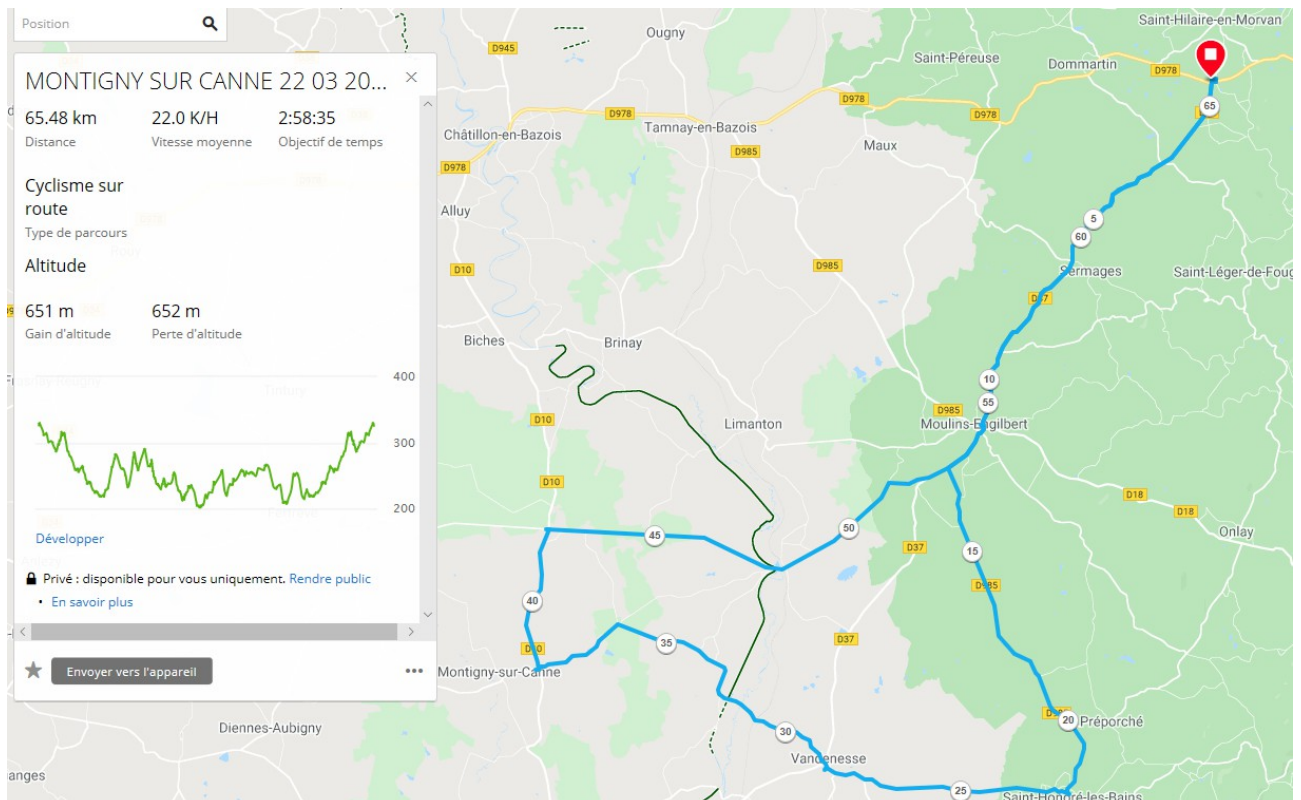 Position
MONTIGNY SUR CANNE 22 03 20...
65.48 km
22.0 K/H
2:58:35
Distance
Vitesse moyenne
Objectif de temps
Cyclisme sur
route
Type de parcours
Altitude
651 m
652 m
Gain d'altitude
Perte d'altitude
400
300
200
Développer
Privé : disponible pour vous uniquement. Rendre public
• En savoir plus
Envoyer vers l'appareil
Saint-Hilaire-en-Morvan
Ougny
D945
Saint-Péreuse
Dommartin
D978
D978
65
D978
D978
Châtillon-en-Bazois
Tamnay-en-Bazois
D978
D985
Maux
Alluy
5
60
D10
D985
Sermages
Saint-Léger-de-Foug
D37
Biches
Brinay
10
55
D10
Limanton
D985
Moulins-Engilbert
D10
D18
D18
Onlay
45
50
D37
15
D985
40
35
D37
Montigny-sur-Canne
20
Préporché
Diennes-Aubigny
30
Vandenesse
anges
25
Saint-Honoré-les-Bains